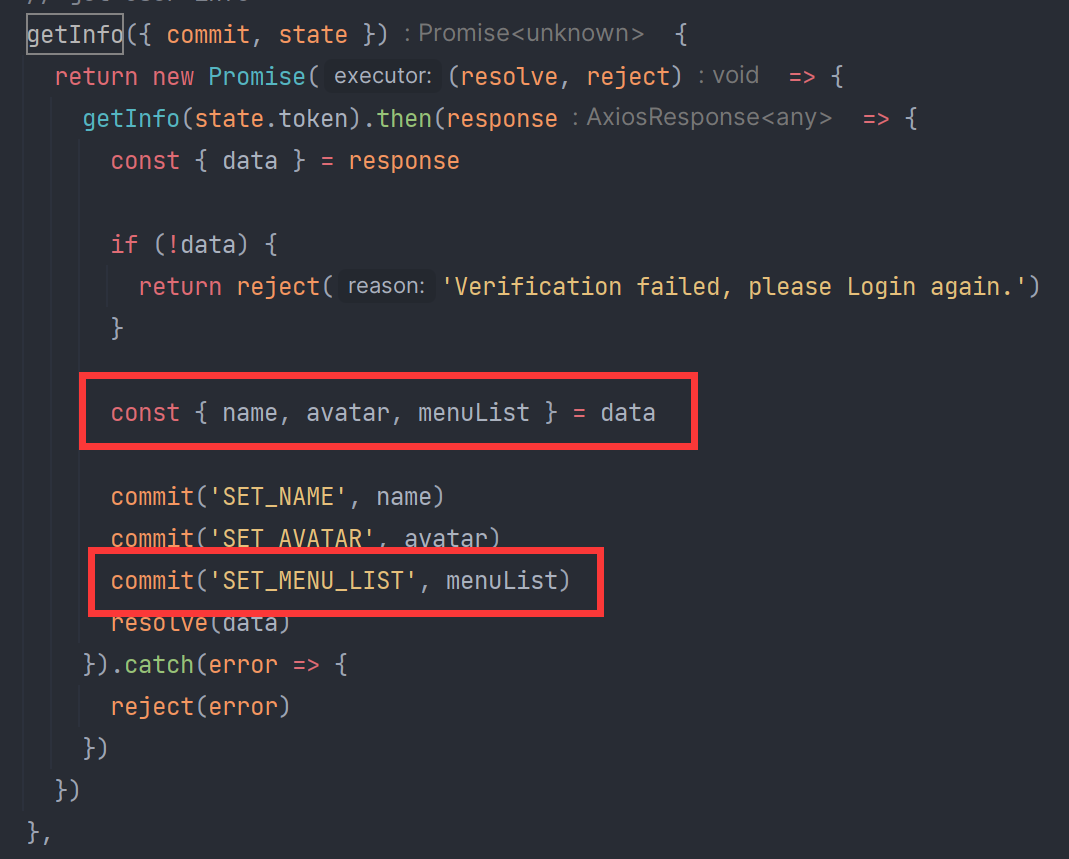 getInfo({ commit, state }) : Promise<unknown> {
return new Promise( executor: (resolve, reject) : void => {
getInfo(state.token).then(response : AxiosResponse<any> => {
const { data } = response
if (!data) {
return reject( reason: 'Verification failed, please Login again.')
}
const { name, avatar, menuList } = data
commit('SET_NAME', name)
commit('SET_AVATAR', avatar)
commit('SET_MENU_LIST', menuList)
resolve(data)
}).catch(error => {
reject(error)
})
})
},